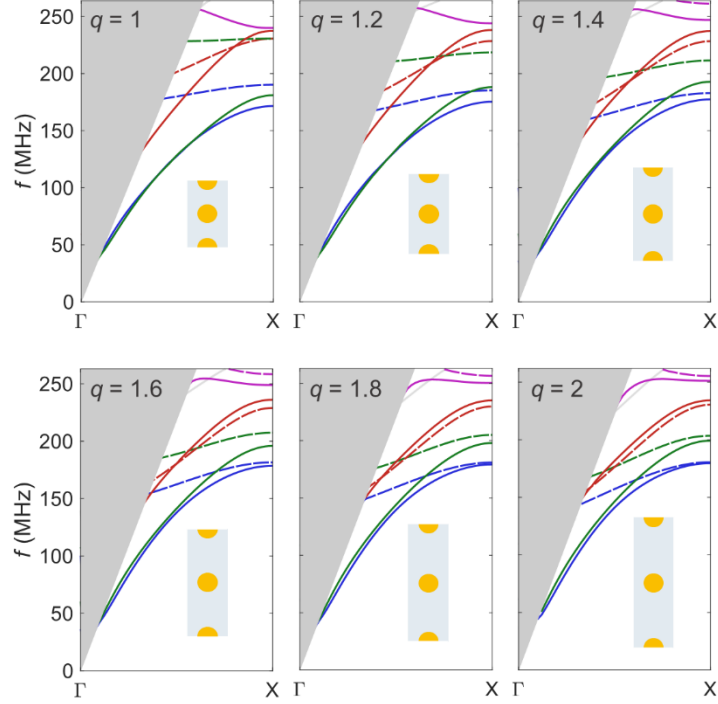 q = 1
q = 1.2
q = 1.4
250
200
150
100
50
0
f (MHz)
Γ
X
Γ
X
Γ
X
q = 1.6
q = 1.8
q = 2
250
200
150
100
50
0
f (MHz)
Γ
X
Γ
X
Γ
X